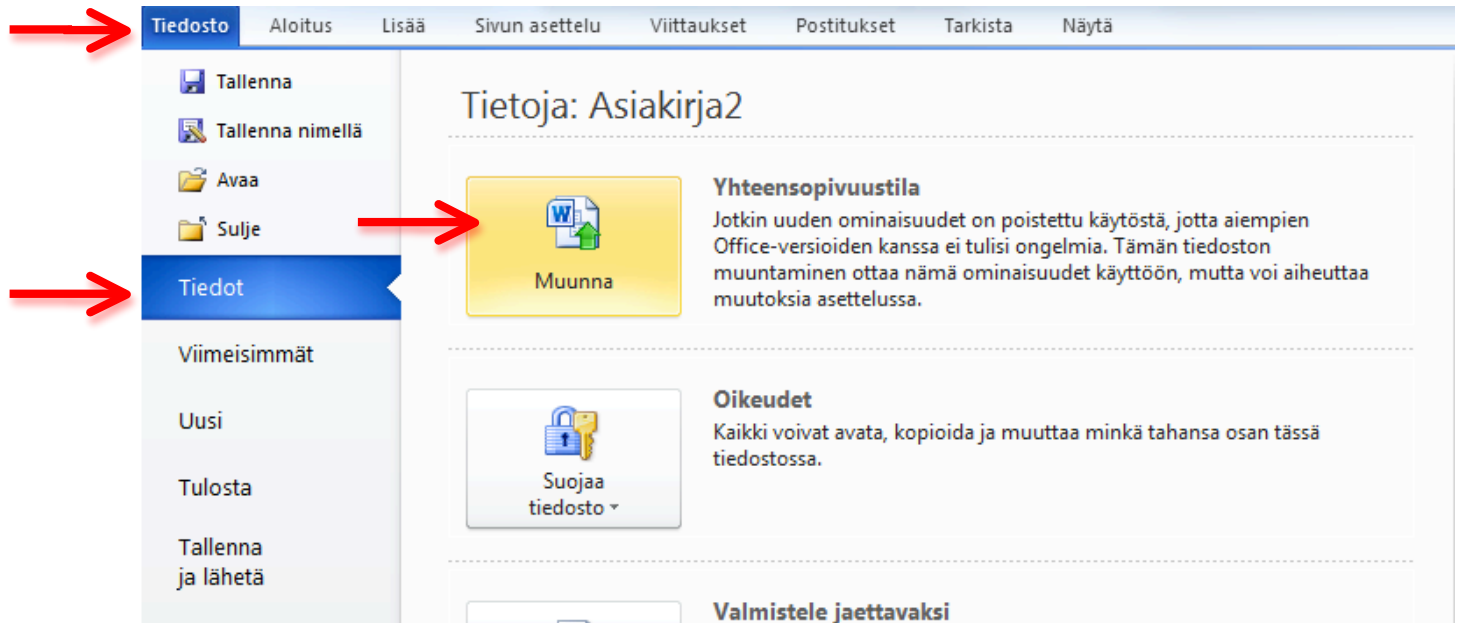 Tiedosto Aloitus Lisää Sivun asettelu Viittaukset Postitukset Tarkista Näytä
Tallenna
Tallenna nimellä
Avaa
Sulje
Tiedot
Viimeisimmät
Uusi
Tulosta
Tallenna
ja lähetä
Tietoja: Asiakirja2
Muunna
Yhteensopivuustila
Jotkin uuden ominaisuudet on poistettu käytöstä, jotta aiempien
Office-versioiden kanssa ei tulisi ongelmia. Tämän tiedoston
muuntaminen ottaa nämä ominaisuudet käyttöön, mutta voi aiheuttaa
muutoksia asettelussa.
Suojaa
tiedosto
Oikeudet
Kaikki voivat avata, kopioida ja muuttaa minkä tahansa osan tässä
tiedostossa.
Valmistele jaettavaksi